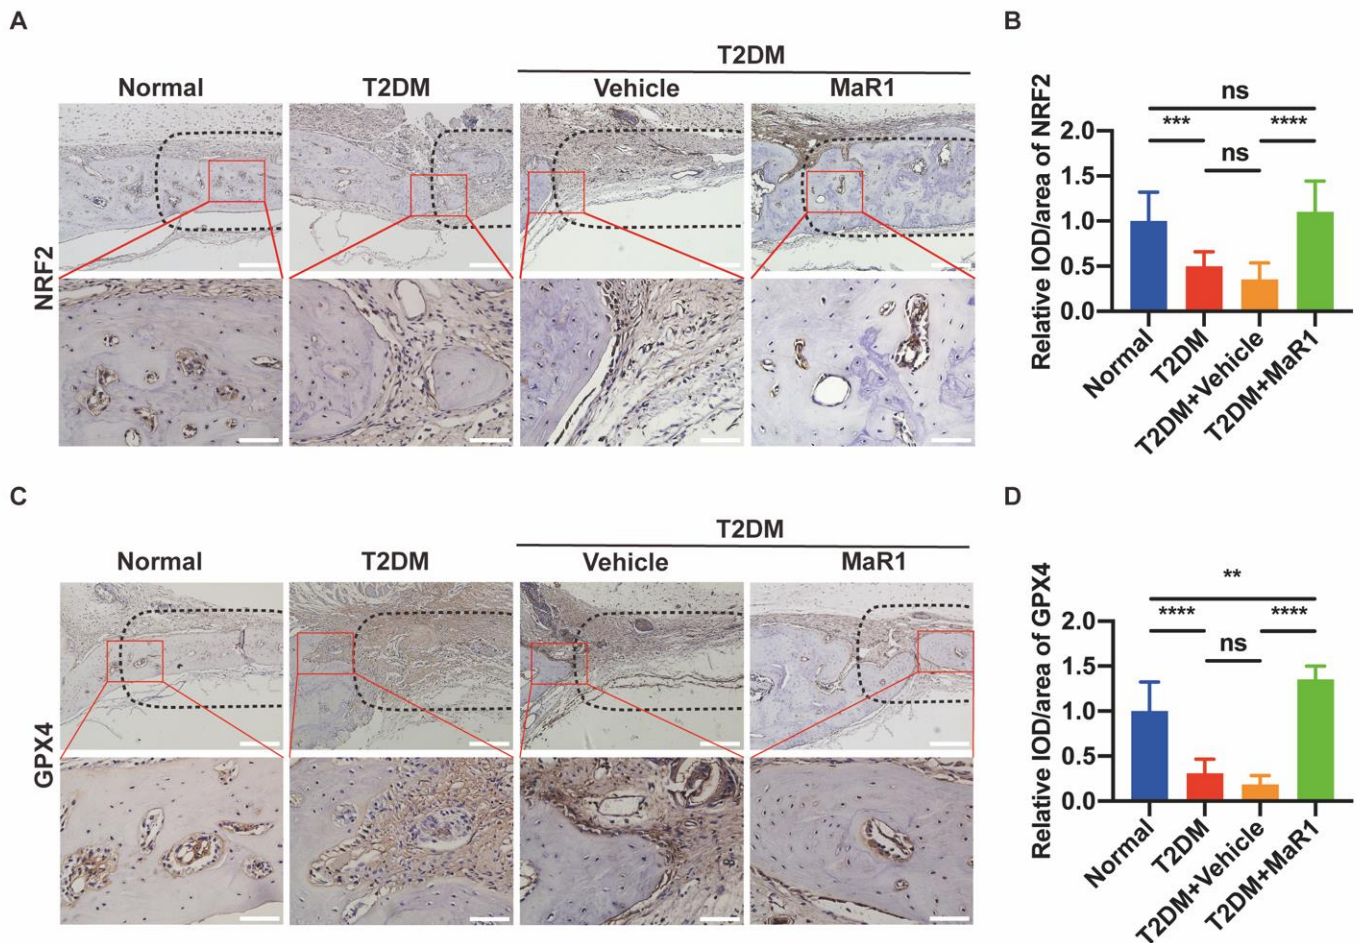 A
T2DM
Normal T2DM Vehicle MaR1
NRF2
B
Relative IOD/area of NRF2
2.0
1.5
1.0
0.5
0.0
ns
*** ****
ns
Normal
T2DM
T2DM+Vehicle
T2DM+MaR1
C
T2DM
Normal T2DM Vehicle MaR1
GPX4
D
Relative IOD/area of GPX4
2.0
1.5
1.0
0.5
0.0
**
**** ****
ns
Normal
T2DM
T2DM+Vehicle
T2DM+MaR1